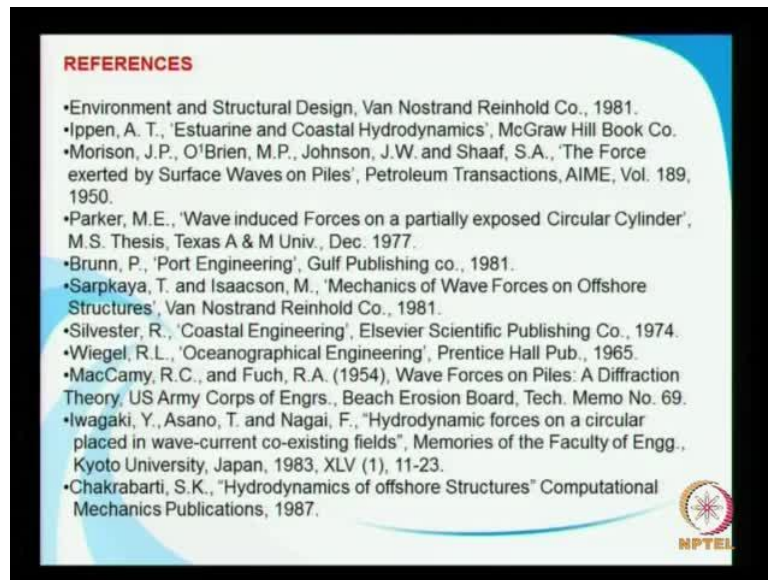 REFERENCES
•Environment and Structural Design, Van Nostrand Reinhold Co., 1981.
•Ippen, A. T., 'Estuarine and Coastal Hydrodynamics', McGraw Hill Book Co.
•Morison, J.P., O¹Brien, M.P., Johnson, J.W. and Shaaf, S.A., 'The Force
exerted by Surface Waves on Piles', Petroleum Transactions, AIME, Vol. 189,
1950.
•Parker, M.E., 'Wave induced Forces on a partially exposed Circular Cylinder',
M.S. Thesis, Texas A & M Univ., Dec. 1977.
•Brunn, P., 'Port Engineering', Gulf Publishing co., 1981.
•Sarpkaya, T. and Isaacson, M., 'Mechanics of Wave Forces on Offshore
Structures', Van Nostrand Reinhold Co., 1981.
•Silvester, R., 'Coastal Engineering', Elsevier Scientific Publishing Co., 1974.
•Wiegel, R.L., 'Oceanographical Engineering', Prentice Hall Pub., 1965.
•MacCamy, R.C., and Fuch, R.A. (1954), Wave Forces on Piles: A Diffraction
Theory, US Army Corps of Engrs., Beach Erosion Board, Tech. Memo No. 69.
•Iwagaki, Y., Asano, T. and Nagai, F., "Hydrodynamic forces on a circular
placed in wave-current co-existing fields", Memories of the Faculty of Engg.,
Kyoto University, Japan, 1983, XLV (1), 11-23.
•Chakrabarti, S.K., "Hydrodynamics of offshore Structures" Computational
Mechanics Publications, 1987.
NPTEL